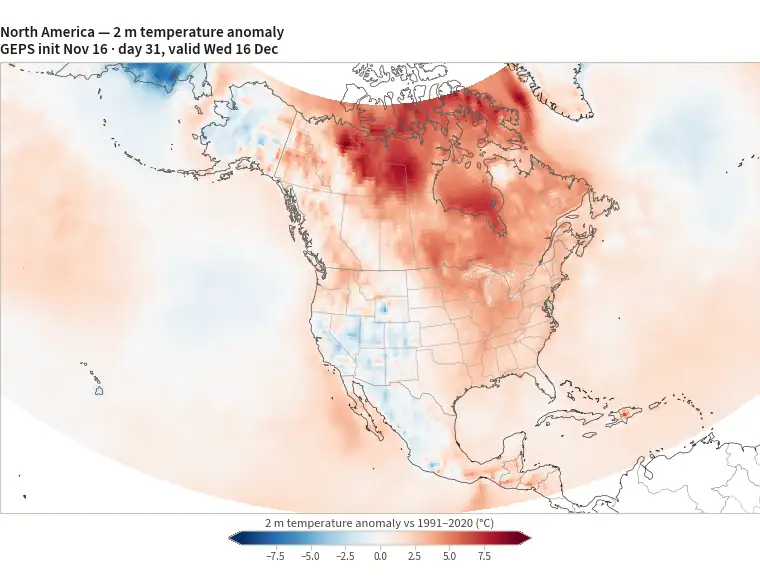 North America — 2 m temperature anomaly
GEPS init Nov 16 · day 31, valid Wed 16 Dec
2 m temperature anomaly vs 1991–2020 (°C)
−7.5 −5.0 −2.5 0.0 2.5 5.0 7.5